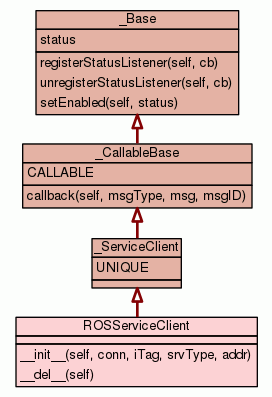 _Base
status
registerStatusListener(self, cb)
unregisterStatusListener(self, cb)
setEnabled(self, status)
_CallableBase
CALLABLE
callback(self, msgType, msg, msgID)
_ServiceClient
UNIQUE
ROSServiceClient
__init__(self, conn, iTag, srvType, addr)
__del__(self)